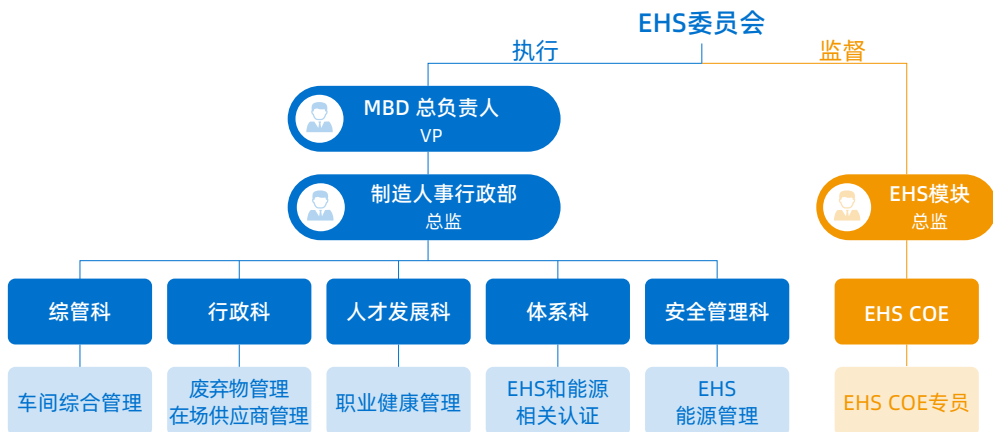 EHS委员会
执行
监督
MBD 总负责人
VP
制造人事行政部
总监
EHS模块
总监
综管科
行政科
人才发展科
体系科
安全管理科
EHS COE
车间综合管理
废弃物管理
在场供应商管理
职业健康管理
EHS和能源
相关认证
EHS
能源管理
EHS COE专员